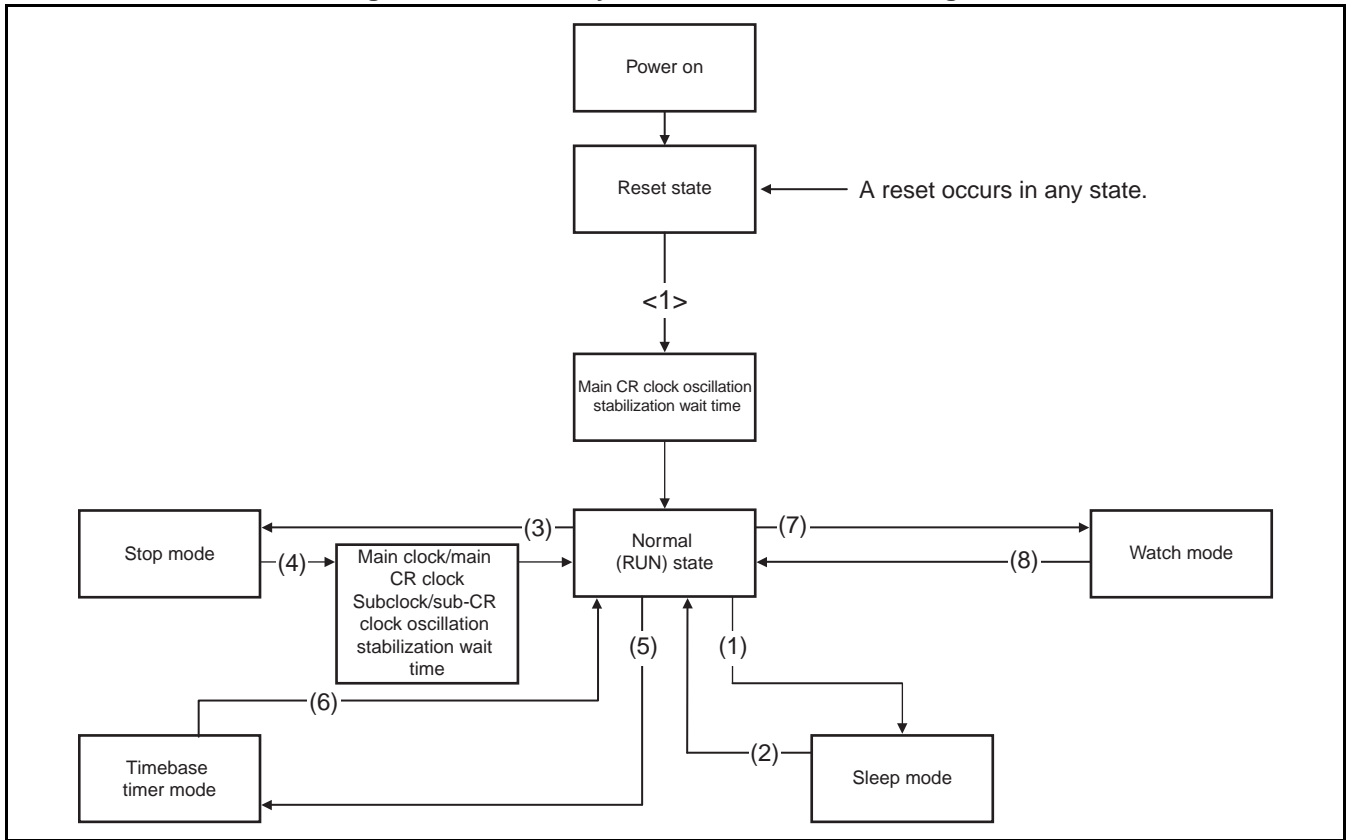 Power on
Reset state
A reset occurs in any state.
<1>
Main CR clock oscillation
stabilization wait time
Stop mode
(3)
(4)
Main clock/main
CR clock
Subclock/sub-CR
clock oscillation
stabilization wait
time
Normal
(RUN) state
(7)
(8)
Watch mode
(5)
(1)
(6)
(2)
Timebase
timer mode
Sleep mode